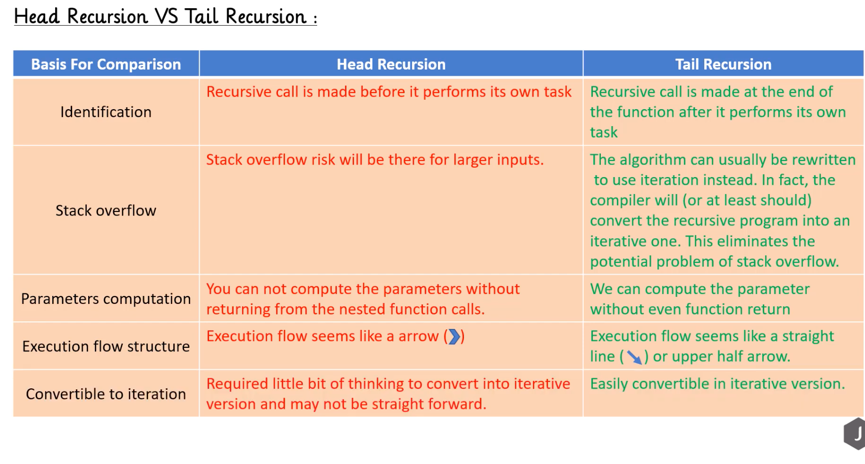 Head Recursion VS Tail Recursion :
Basis For Comparison
Head Recursion
Tail Recursion
Identification
Recursive call is made before it performs its own task
Recursive call is made at the end of
the function after it performs its own
task
Stack overflow
Stack overflow risk will be there for larger inputs.
The algorithm can usually be rewritten
to use iteration instead. In fact, the
compiler will (or at least should)
convert the recursive program into an
iterative one. This eliminates the
potential problem of stack overflow.
Parameters computation
You can not compute the parameters without
returning from the nested function calls.
We can compute the parameter
without even function return
Execution flow structure
Execution flow seems like a arrow ( )
Execution flow seems like a straight
line ( ) or upper half arrow.
Convertible to iteration
Required little bit of thinking to convert into iterative
version and may not be straight forward.
Easily convertible in iterative version.
J